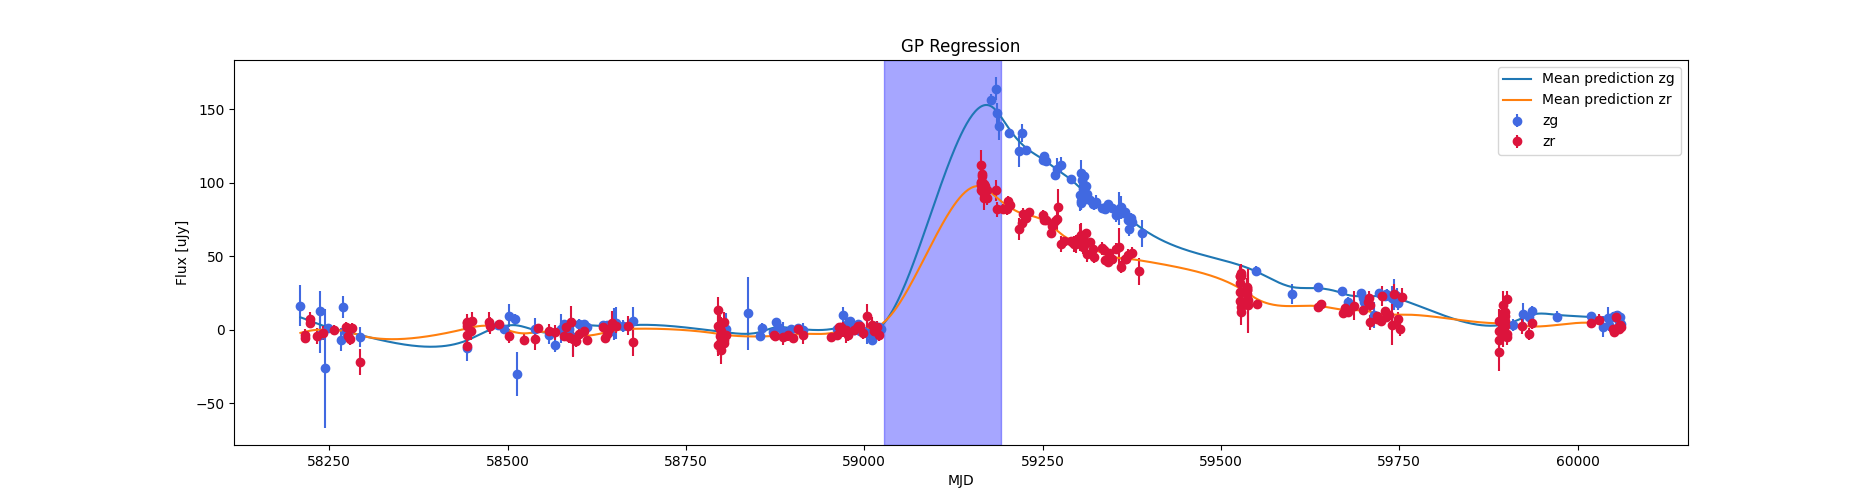 GP Regression
Mean prediction zg
Mean prediction zr
zg
zr
Flux [uJy]
150
100
50
0
−50
58250 58500 58750 59000 59250 59500 59750 60000
MJD